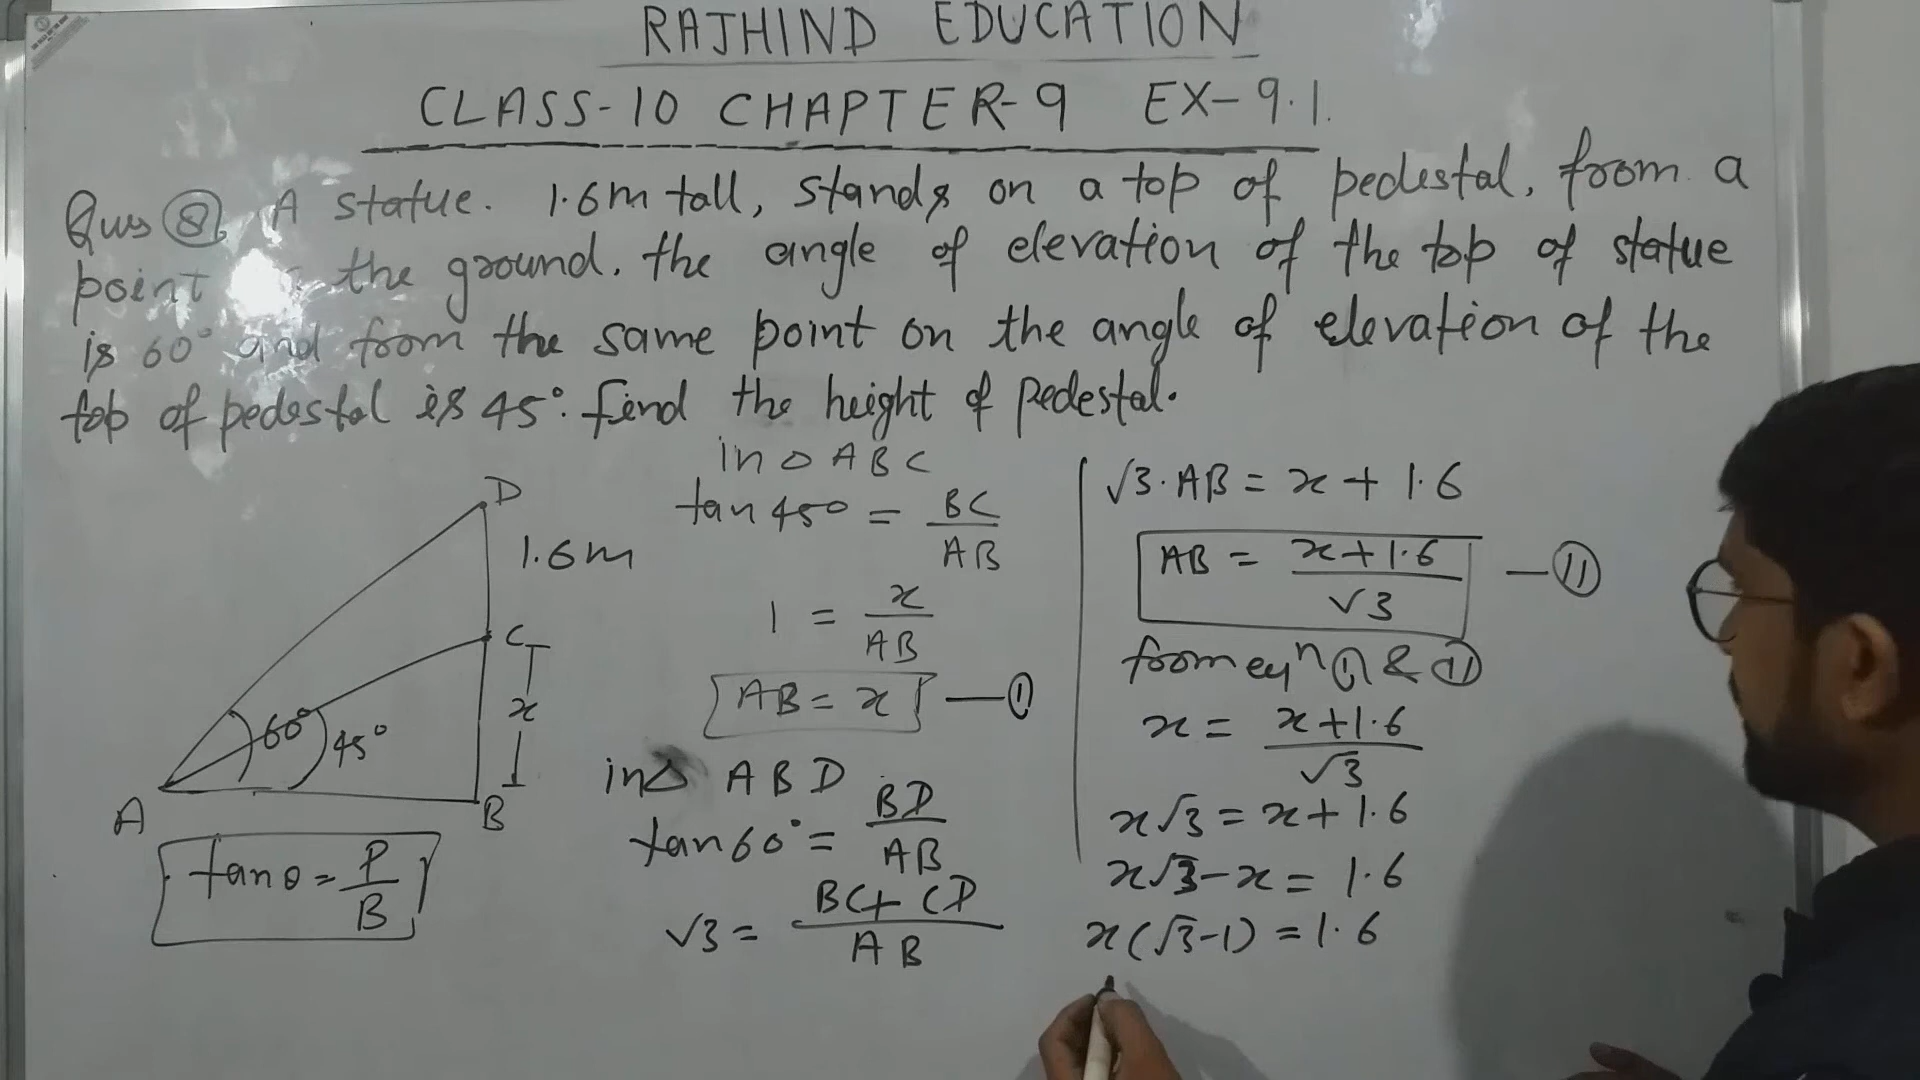 RAJHIND EDUCATION
CLASS-10 CHAPTER-9 EX-9.1.
Qus 8. A statue. 1.6m tall, stands on a top of pedestal, from a
point the ground. the angle of elevation of the top of statue
is 60° and from the same point on the angle of elevation of the
top of pedestal is 45°. find the height of pedestal.
D
1.6m
C
x
60°
45°
A
B
tanθ = P/B
in △ ABC
tan 45° = BC/AB
1 = x/AB
AB = x —(I)
in △ ABD
tan 60° = BD/AB
√3 = BC + CD/AB
√3·AB = x + 1.6
AB = x+1.6/√3 —(II)
from eqⁿ (I) & (II)
x = x+1.6/√3
x√3 = x + 1.6
x√3 - x = 1.6
x(√3-1) = 1.6